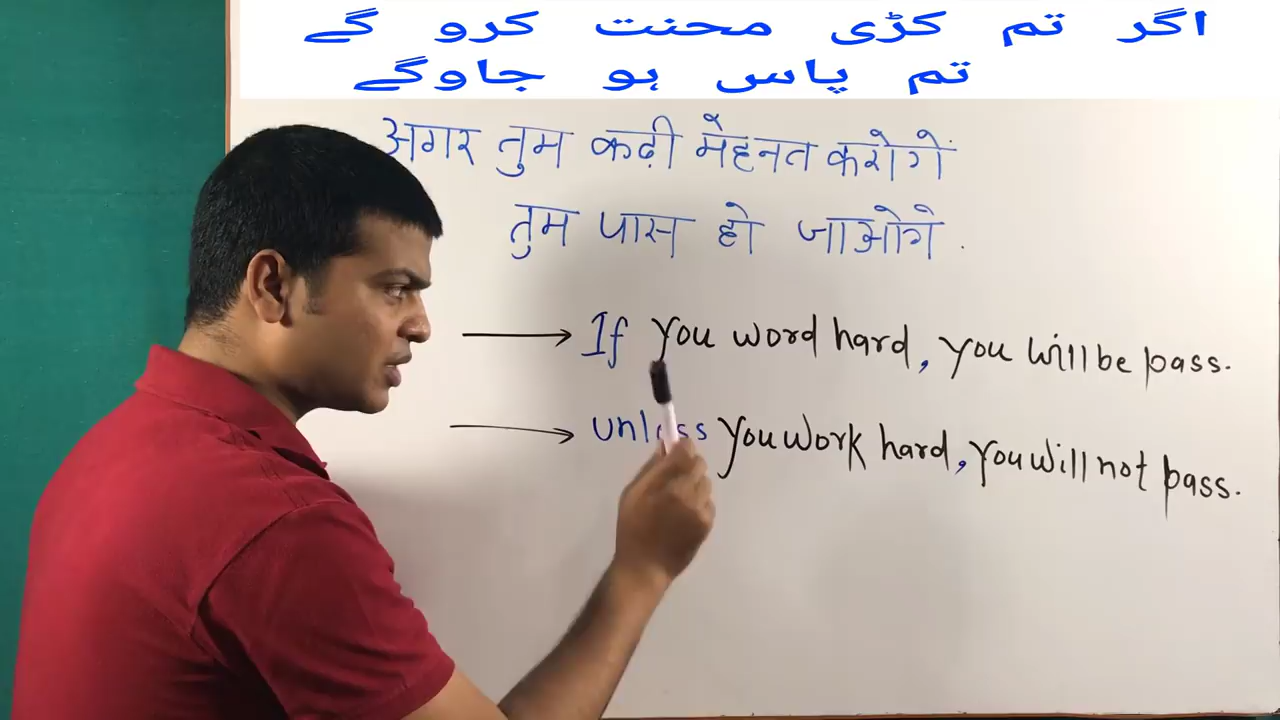 اگر تم کڑی محنت کرو گے
تم پاس ہو جاوگے
अगर तुम कढ़ी मेहनत करोगें
तुम पास हो जाओगे.
If you word hard, you will be pass.
unless you work hard, you will not pass.